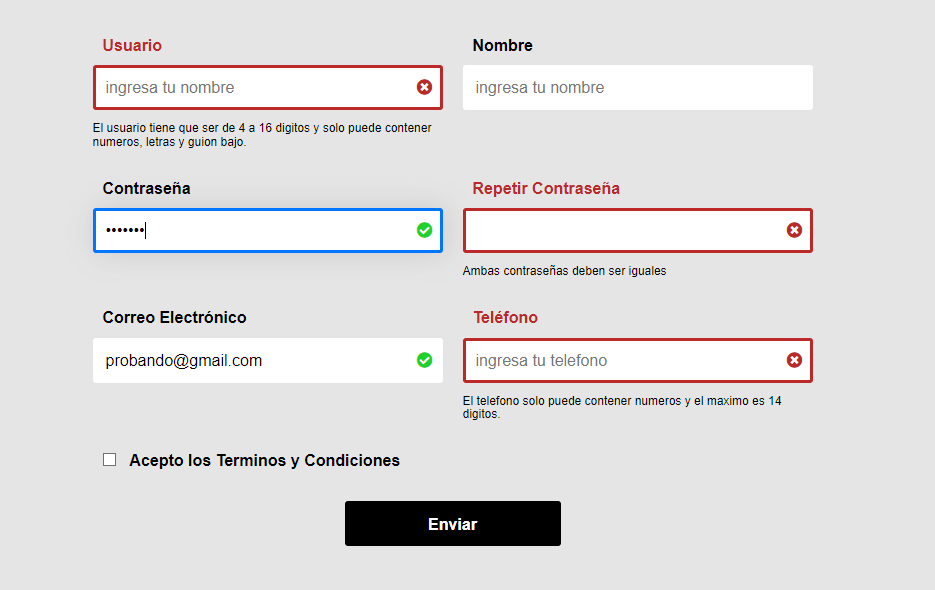 Usuario
Nombre
ingresa tu nombre
ingresa tu nombre
El usuario tiene que ser de 4 a 16 digitos y solo puede contener
numeros, letras y guion bajo.
Contraseña
Repetir Contraseña
•••••••
Ambas contraseñas deben ser iguales
Correo Electrónico
Teléfono
probando@gmail.com
ingresa tu telefono
El telefono solo puede contener numeros y el maximo es 14
digitos.
Acepto los Terminos y Condiciones
Enviar